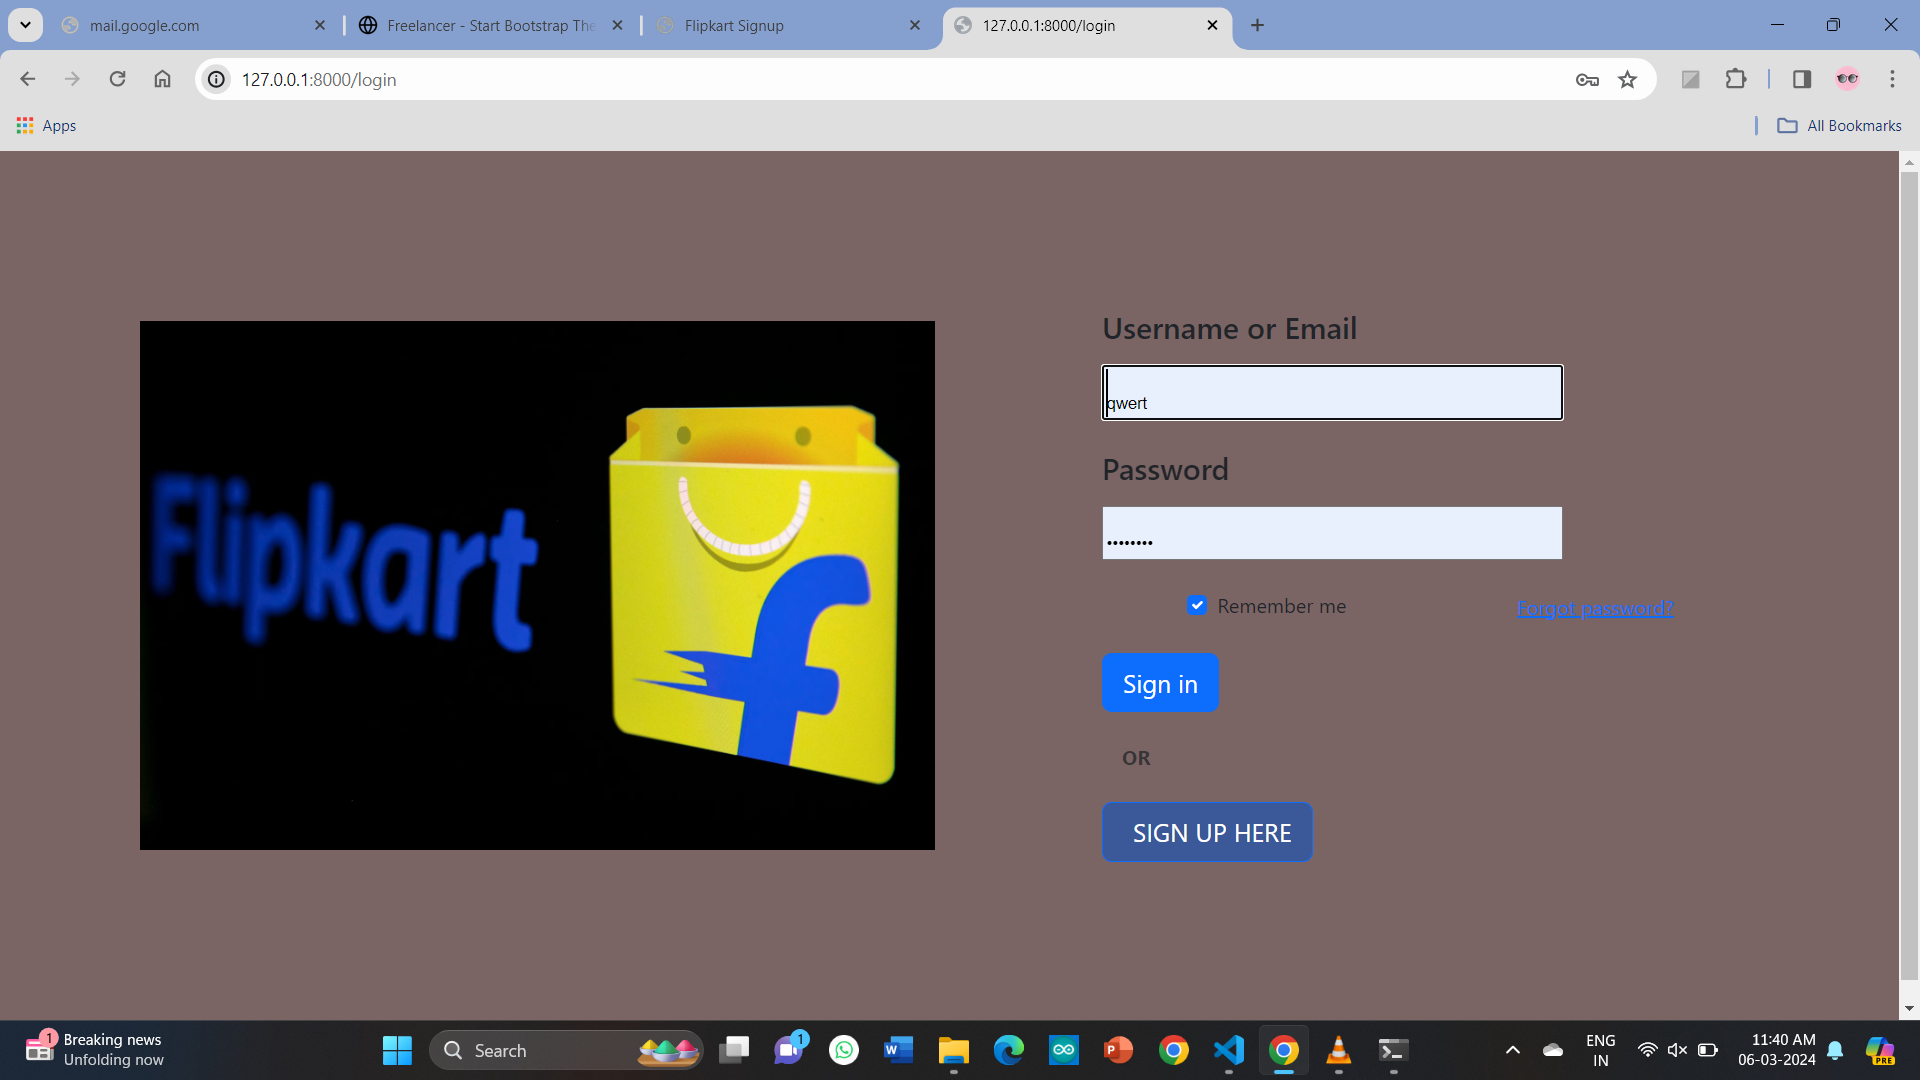 mail.google.com
Freelancer - Start Bootstrap The
Flipkart Signup
127.0.0.1:8000/login
127.0.0.1:8000/login
Apps
All Bookmarks
Flipkart
f
Username or Email
qwert
Password
••••••••
Remember me
Forgot password?
Sign in
OR
SIGN UP HERE
1
Breaking news
Unfolding now
Search
1
W
P
ENG
IN
11:40 AM
06-03-2024
PRE